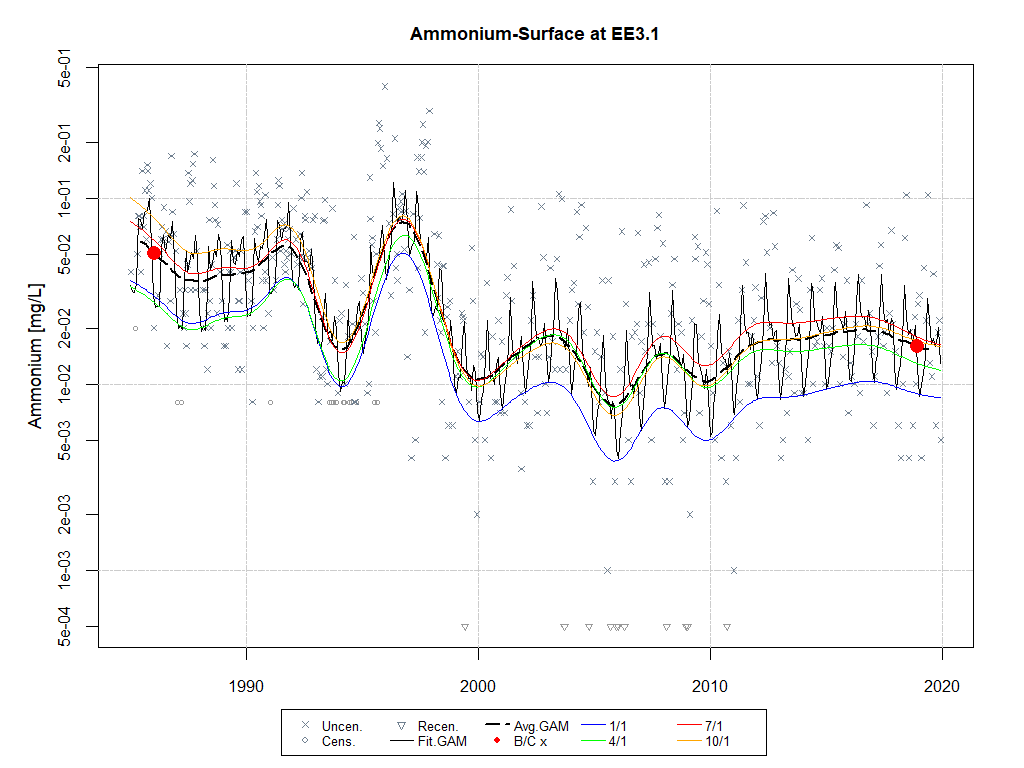 Ammonium-Surface at EE3.1
Ammonium [mg/L]
5e-01
2e-01
1e-01
5e-02
2e-02
1e-02
5e-03
2e-03
1e-03
5e-04
1990 2000 2010 2020
Uncen. Recen. Avg.GAM 1/1 7/1
Cens. Fit.GAM B/C x 4/1 10/1